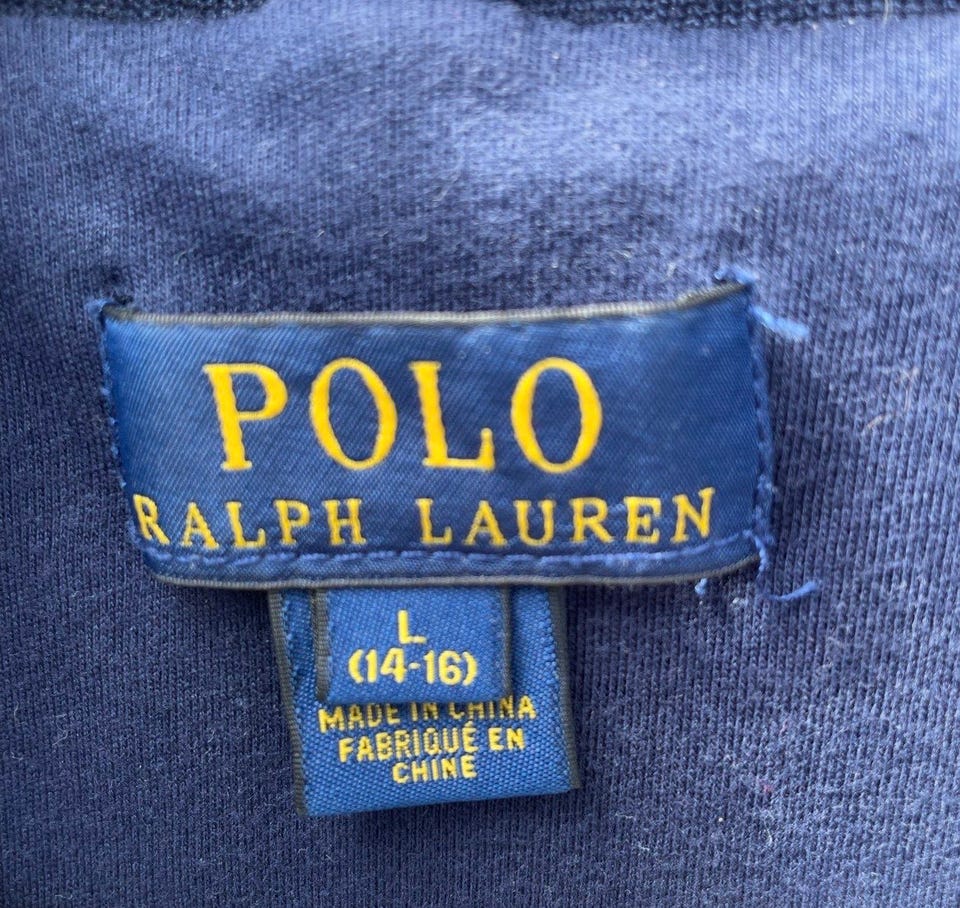 POLO
RALPH LAUREN
L
(14-16)
MADE IN CHINA
FABRIQUÉ EN
CHINE